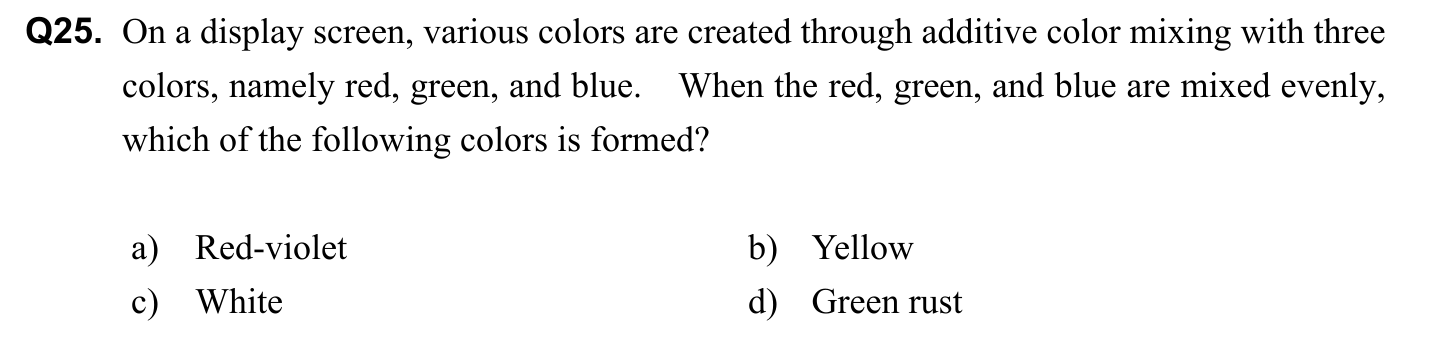 Q25. On a display screen, various colors are created through additive color mixing with three
colors, namely red, green, and blue. When the red, green, and blue are mixed evenly,
which of the following colors is formed?
a) Red-violet b) Yellow
c) White d) Green rust